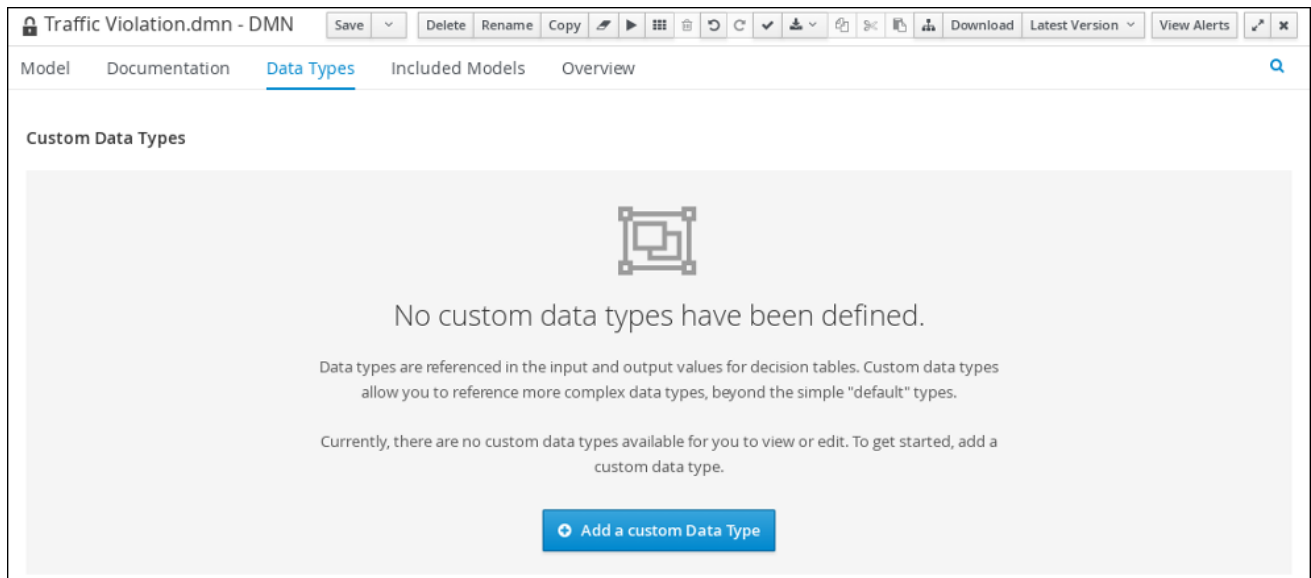 Traffic Violation.dmn - DMN Save Delete Rename Copy Download Latest Version View Alerts
Model Documentation Data Types Included Models Overview
Custom Data Types
No custom data types have been defined.
Data types are referenced in the input and output values for decision tables. Custom data types
allow you to reference more complex data types, beyond the simple "default" types.
Currently, there are no custom data types available for you to view or edit. To get started, add a
custom data type.
Add a custom Data Type